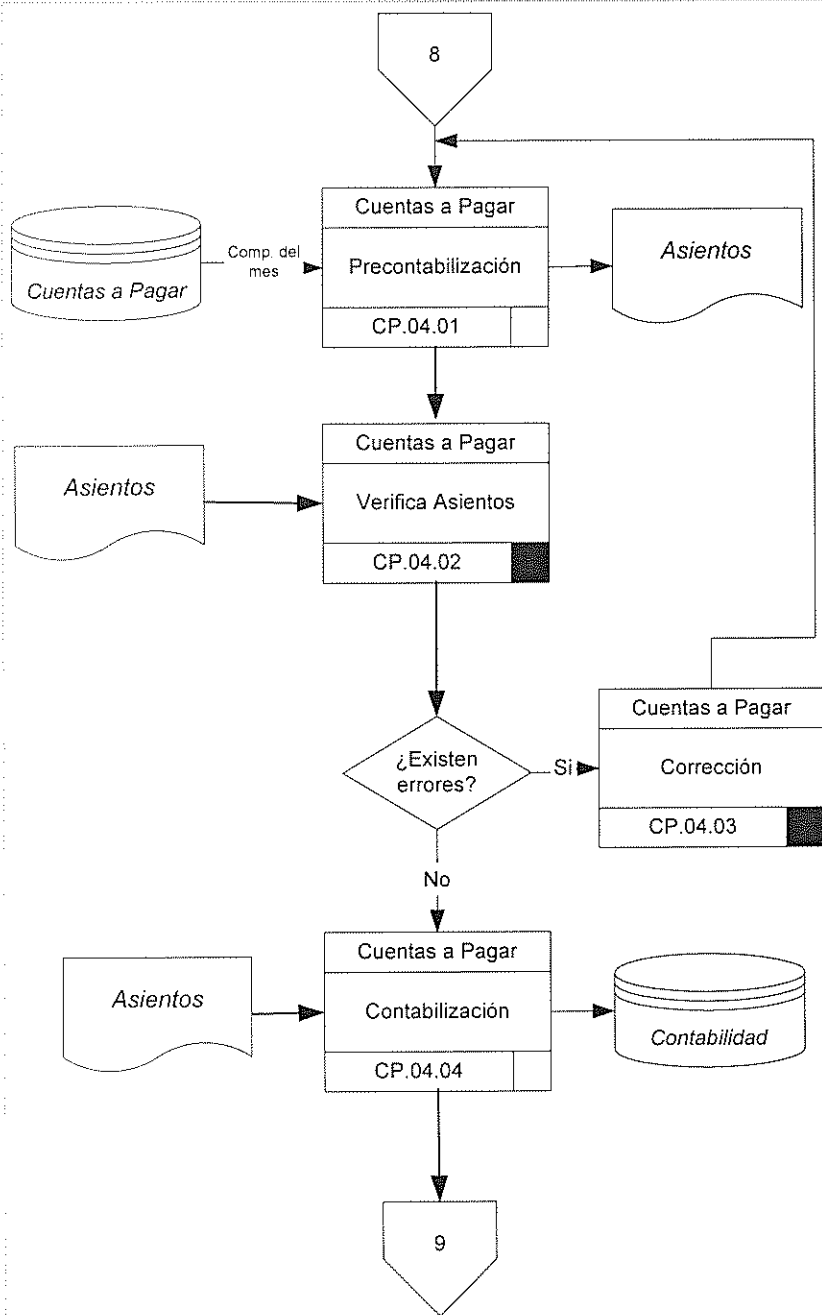 8
Cuentas a Pagar
Comp. del
mes
Cuentas a Pagar
Precontabilización
CP.04.01
Asientos
Asientos
Cuentas a Pagar
Verifica Asientos
CP.04.02
¿Existen
errores?
Si
Cuentas a Pagar
Corrección
CP.04.03
No
Asientos
Cuentas a Pagar
Contabilización
CP.04.04
Contabilidad
9